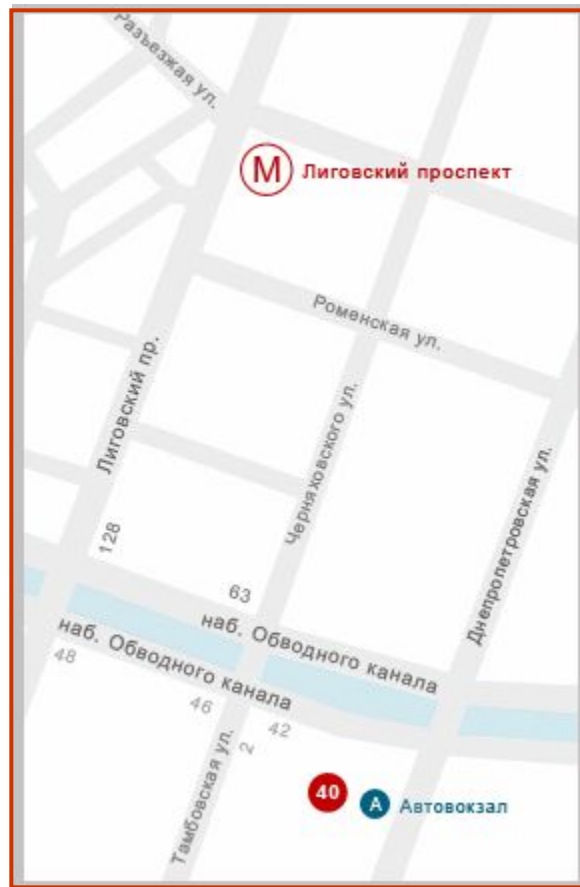 Разъезжая ул.
М
Лиговский проспект
Роменская ул.
Лиговский пр.
Черняховского ул.
Днепропетровская ул.
128
63
наб. Обводного канала
наб. Обводного канала
48
46
42
2
Тамбовская ул.
40
А
Автовокзал